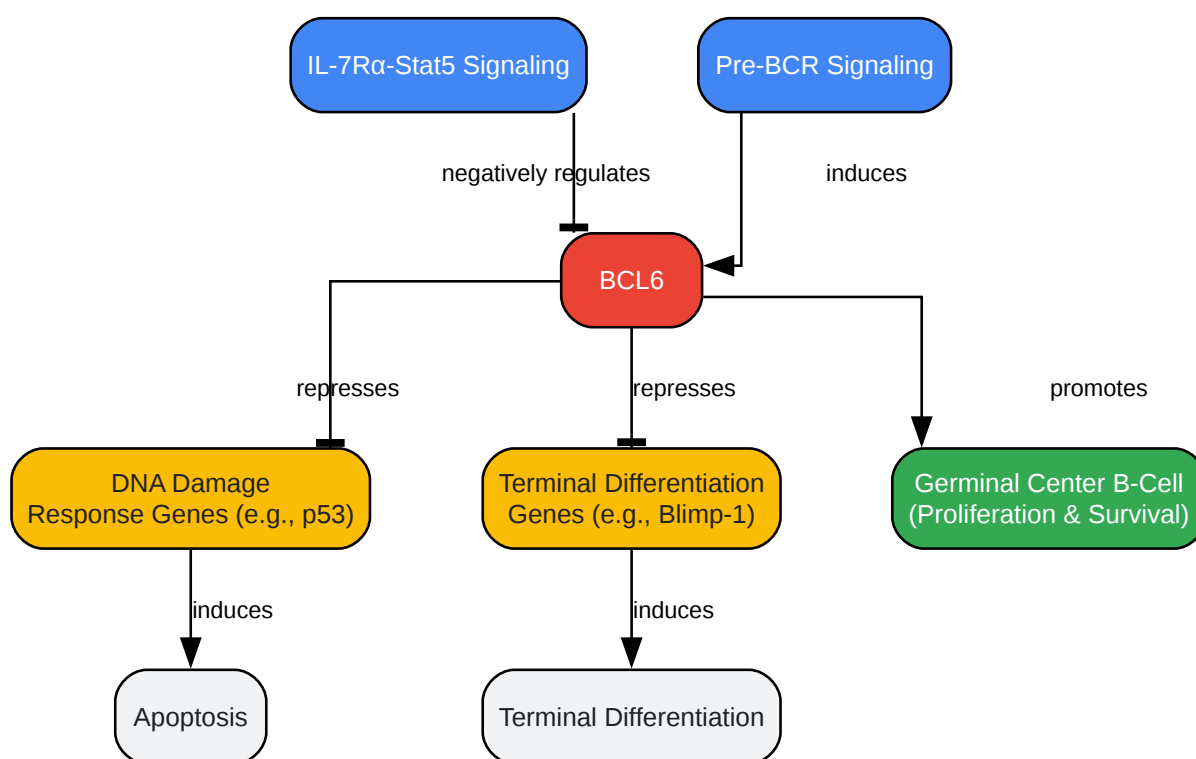 IL-7Rα-Stat5 Signaling
Pre-BCR Signaling
negatively regulates
induces
BCL6
represses
represses
promotes
DNA Damage
Response Genes (e.g., p53)
Terminal Differentiation
Genes (e.g., Blimp-1)
Germinal Center B-Cell
(Proliferation & Survival)
induces
induces
Apoptosis
Terminal Differentiation